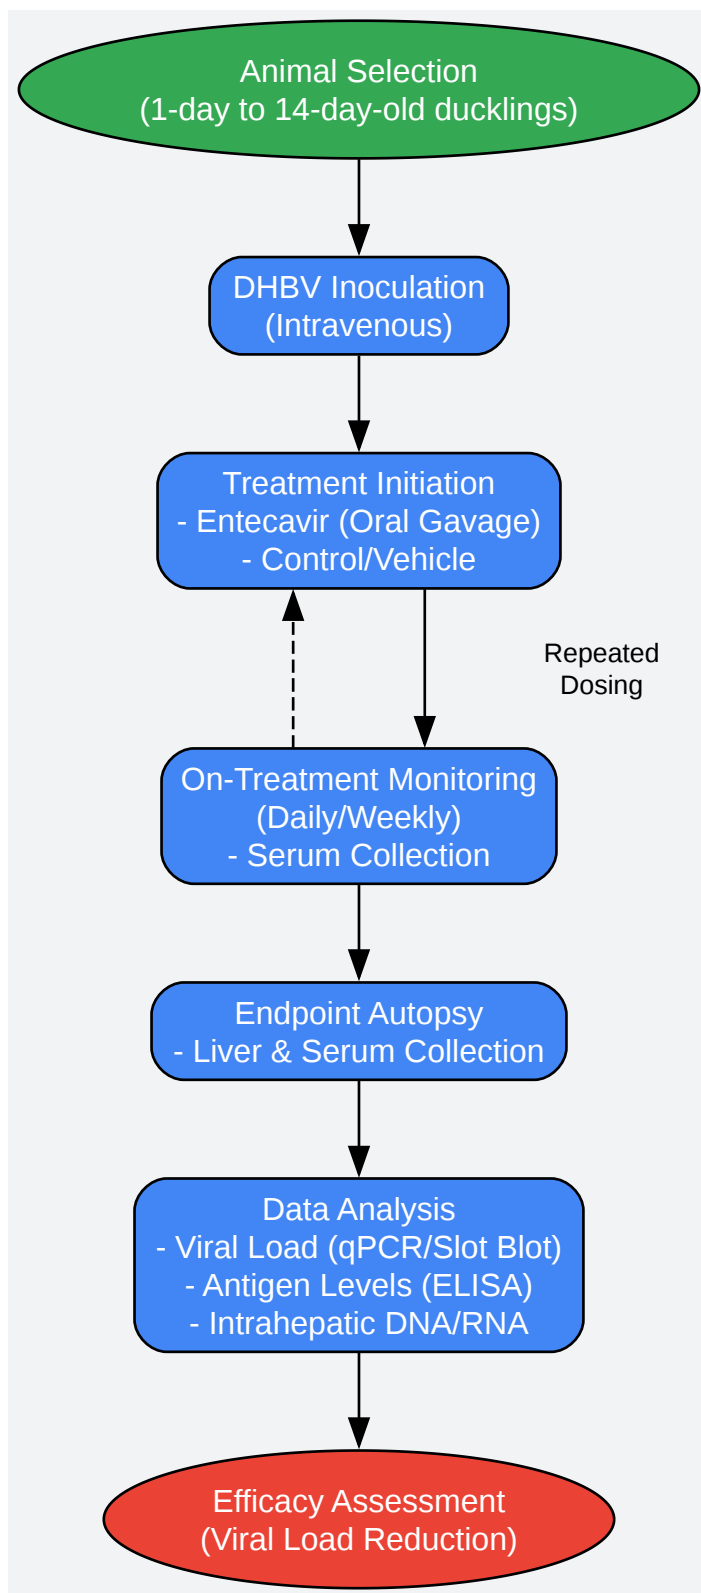 Animal Selection
(1-day to 14-day-old ducklings)
DHBV Inoculation
(Intravenous)
Treatment Initiation
- Entecavir (Oral Gavage)
- Control/Vehicle
Repeated
Dosing
On-Treatment Monitoring
(Daily/Weekly)
- Serum Collection
Endpoint Autopsy
- Liver & Serum Collection
Data Analysis
- Viral Load (qPCR/Slot Blot)
- Antigen Levels (ELISA)
- Intrahepatic DNA/RNA
Efficacy Assessment
(Viral Load Reduction)